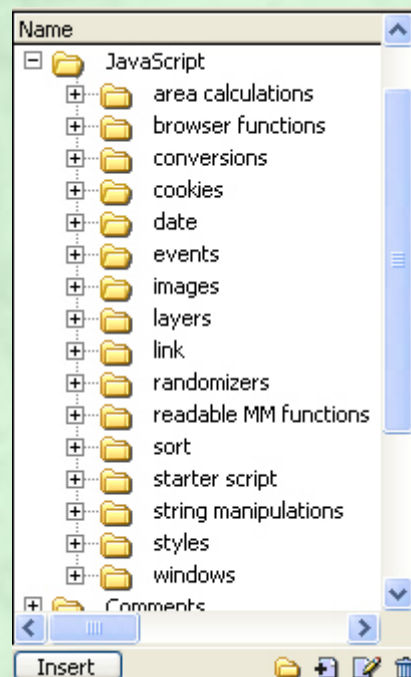 Name
JavaScript
area calculations
browser functions
conversions
cookies
date
events
images
layers
link
randomizers
readable MM functions
sort
starter script
string manipulations
styles
windows
Comments
Insert